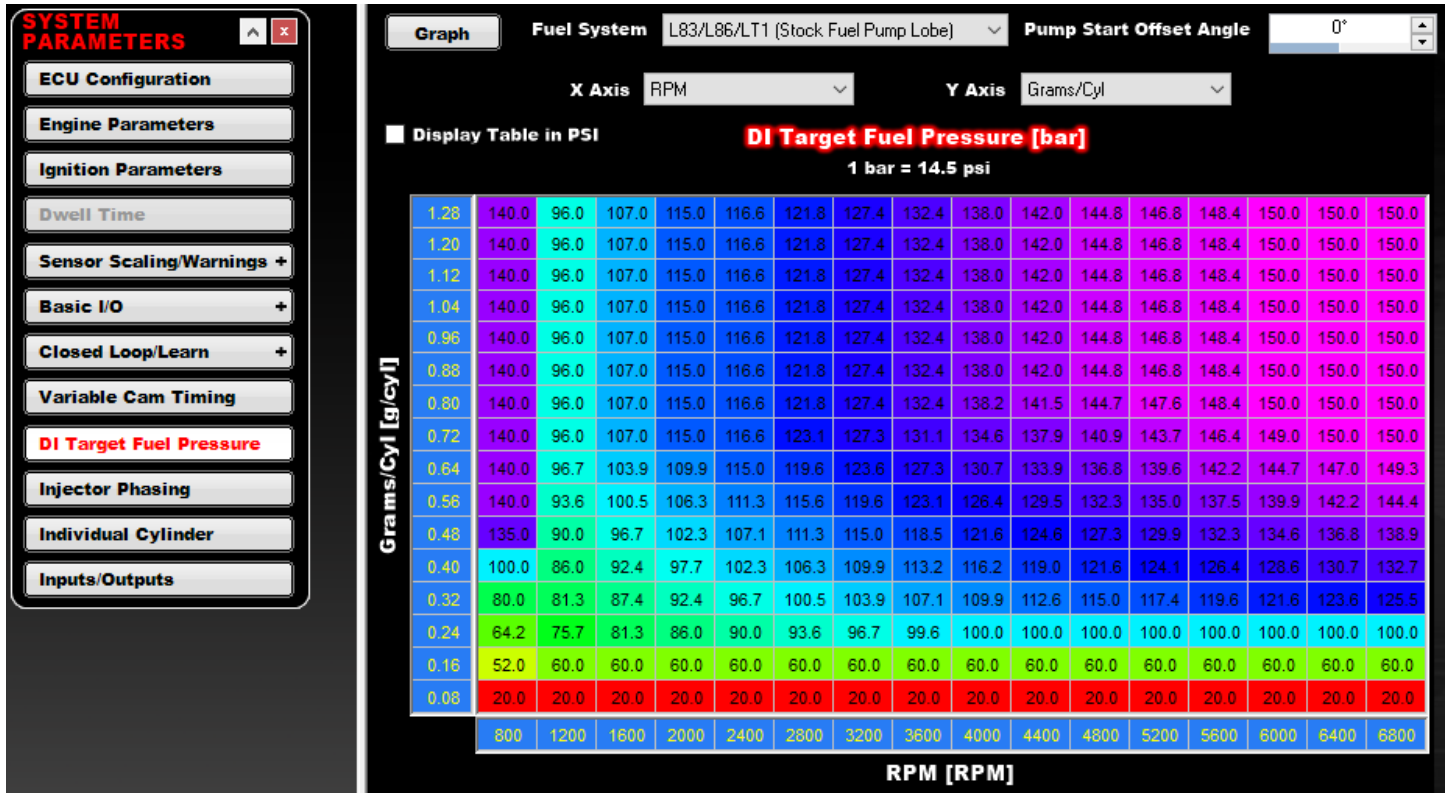 SYSTEM
PARAMETERS
ECU Configuration
Engine Parameters
Ignition Parameters
Dwell Time
Sensor Scaling/Warnings +
Basic I/O +
Closed Loop/Learn +
Variable Cam Timing
DI Target Fuel Pressure
Injector Phasing
Individual Cylinder
Inputs/Outputs
Graph Fuel System L83/L86/LT1 (Stock Fuel Pump Lobe) Pump Start Offset Angle 0°
X Axis RPM Y Axis Grams/Cyl
Display Table in PSI DI Target Fuel Pressure [bar]
1 bar = 14.5 psi
Grams/Cyl [g/cyl]
1.28 140.0 96.0 107.0 115.0 116.6 121.8 127.4 132.4 138.0 142.0 144.8 146.8 148.4 150.0 150.0 150.0
1.20 140.0 96.0 107.0 115.0 116.6 121.8 127.4 132.4 138.0 142.0 144.8 146.8 148.4 150.0 150.0 150.0
1.12 140.0 96.0 107.0 115.0 116.6 121.8 127.4 132.4 138.0 142.0 144.8 146.8 148.4 150.0 150.0 150.0
1.04 140.0 96.0 107.0 115.0 116.6 121.8 127.4 132.4 138.0 142.0 144.8 146.8 148.4 150.0 150.0 150.0
0.96 140.0 96.0 107.0 115.0 116.6 121.8 127.4 132.4 138.0 142.0 144.8 146.8 148.4 150.0 150.0 150.0
0.88 140.0 96.0 107.0 115.0 116.6 121.8 127.4 132.4 138.0 142.0 144.8 146.8 148.4 150.0 150.0 150.0
0.80 140.0 96.0 107.0 115.0 116.6 121.8 127.4 132.4 138.2 141.5 144.7 147.6 148.4 150.0 150.0 150.0
0.72 140.0 96.0 107.0 115.0 116.6 123.1 127.3 131.1 134.6 137.9 140.9 143.7 146.4 149.0 150.0 150.0
0.64 140.0 96.7 103.9 109.9 115.0 119.6 123.6 127.3 130.7 133.9 136.8 139.6 142.2 144.7 147.0 149.3
0.56 140.0 93.6 100.5 106.3 111.3 115.6 119.6 123.1 126.4 129.5 132.3 135.0 137.5 139.9 142.2 144.4
0.48 135.0 90.0 96.7 102.3 107.1 111.3 115.0 118.5 121.6 124.6 127.3 129.9 132.3 134.6 136.8 138.9
0.40 100.0 86.0 92.4 97.7 102.3 106.3 109.9 113.2 116.2 119.0 121.6 124.1 126.4 128.6 130.7 132.7
0.32 80.0 81.3 87.4 92.4 96.7 100.5 103.9 107.1 109.9 112.6 115.0 117.4 119.6 121.6 123.6 125.5
0.24 64.2 75.7 81.3 86.0 90.0 93.6 96.7 99.6 100.0 100.0 100.0 100.0 100.0 100.0 100.0 100.0
0.16 52.0 60.0 60.0 60.0 60.0 60.0 60.0 60.0 60.0 60.0 60.0 60.0 60.0 60.0 60.0 60.0
0.08 20.0 20.0 20.0 20.0 20.0 20.0 20.0 20.0 20.0 20.0 20.0 20.0 20.0 20.0 20.0 20.0
800 1200 1600 2000 2400 2800 3200 3600 4000 4400 4800 5200 5600 6000 6400 6800
RPM [RPM]